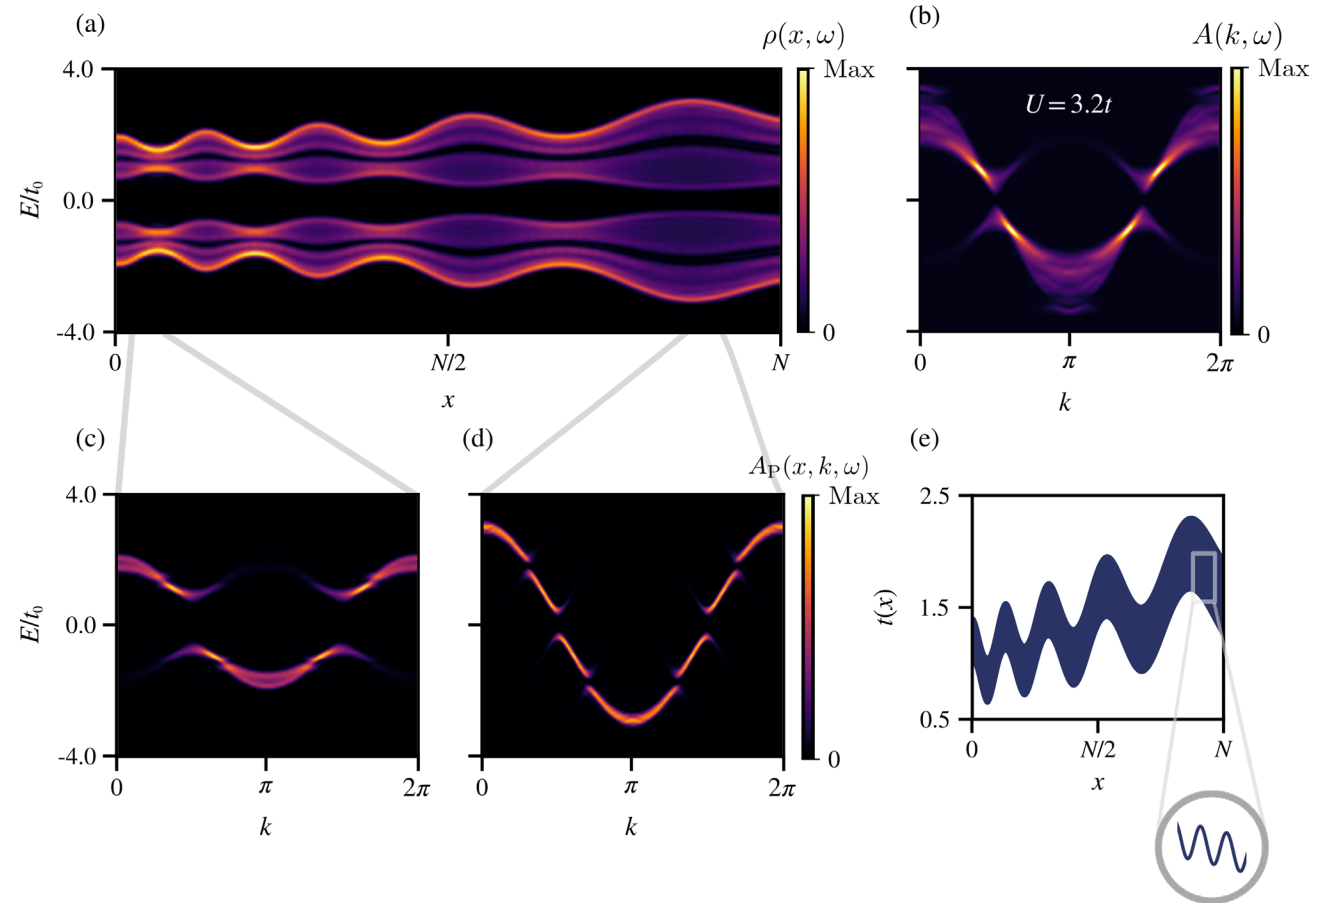 (a)
ρ(x, ω)
Max
0
4.0
0.0
-4.0
E/t₀
0
N/2
N
x
(b)
A(k, ω)
Max
0
U = 3.2t
0
π
2π
k
(c)
4.0
0.0
-4.0
E/t₀
0
π
2π
k
(d)
A_P(x, k, ω)
Max
0
0
π
2π
k
(e)
2.5
1.5
0.5
t(x)
0
N/2
N
x